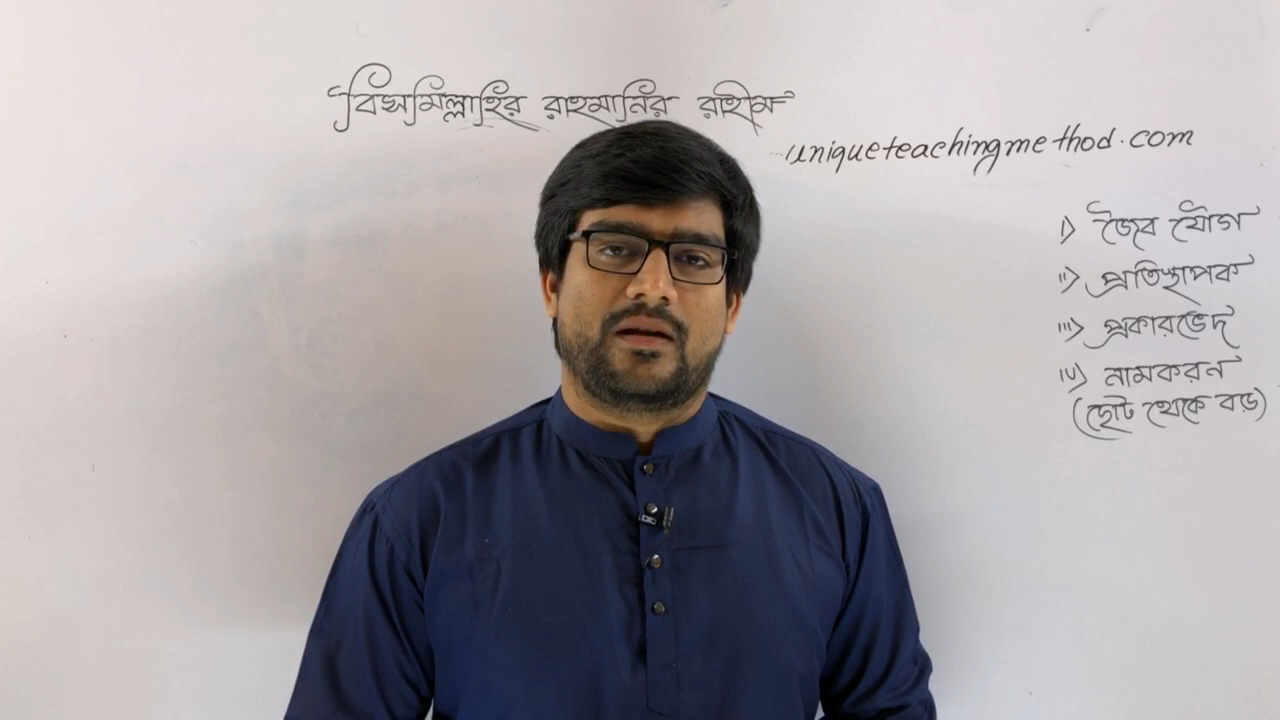 বিসমিল্লাহির রাহমানির রাহীম
uniqueteachingmethod.com
i) জৈব যৌগ
ii) প্রতিস্থাপক
iii) প্রকারভেদ
iv) নামকরন
(ছোট থেকে বড়)